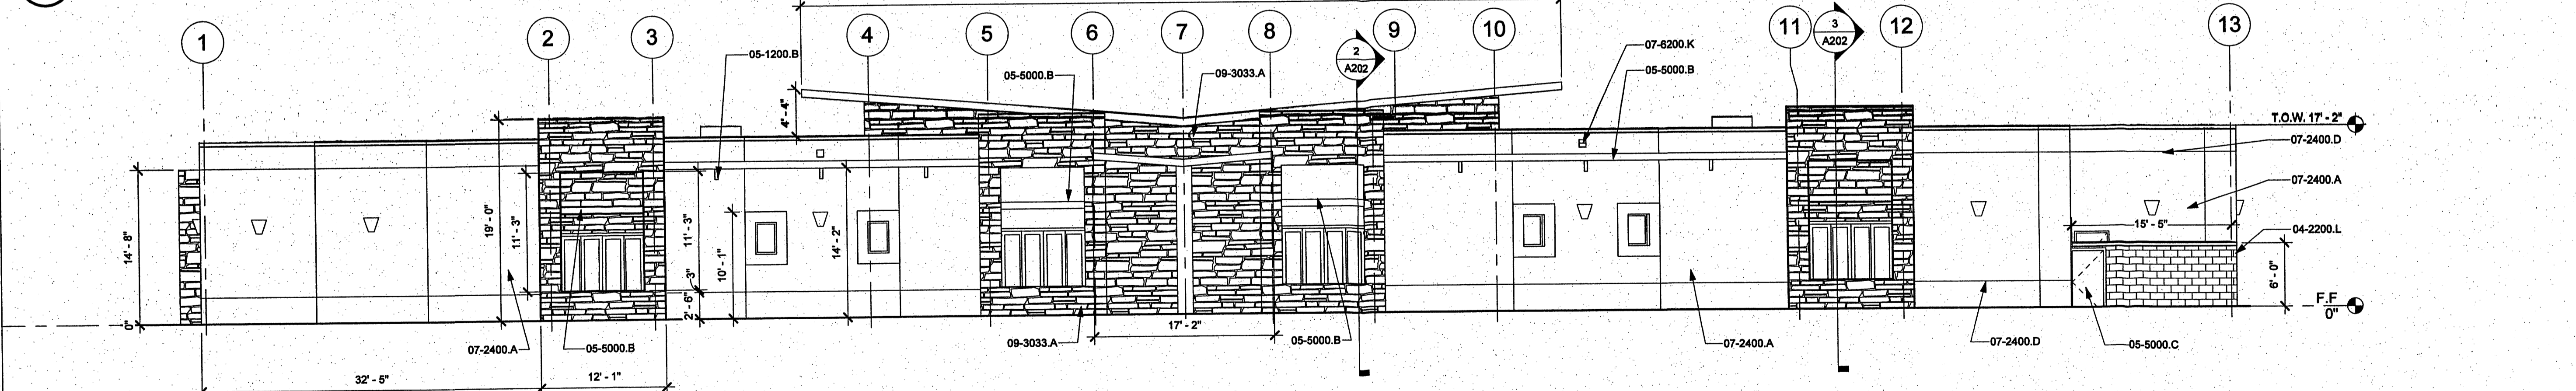 1
2
3
4
5
6
7
8
9
10
11
12
13
2
A202
3
A202
05-1200.B
05-5000.B
09-3033.A
07-6200.K
05-5000.B
4' - 4"
T.O.W. 17' - 2"
07-2400.D
07-2400.A
15' - 5"
04-2200.L
6' - 0"
F.F
0"
14' - 8"
0"
19' - 0"
11' - 3"
11' - 3"
2' - 6"
10' - 1"
14' - 2"
07-2400.A
05-5000.B
09-3033.A
17' - 2"
05-5000.B
07-2400.A
07-2400.D
05-5000.C
32' - 5"
12' - 1"